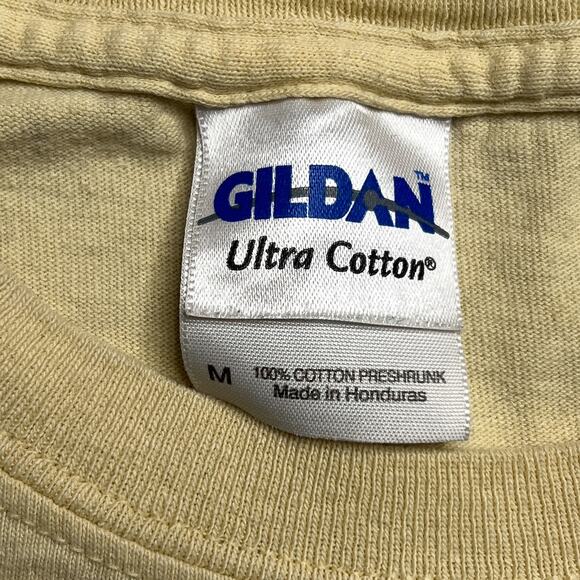 GILDAN™
Ultra Cotton®
M 100% COTTON PRESHRUNK
Made in Honduras